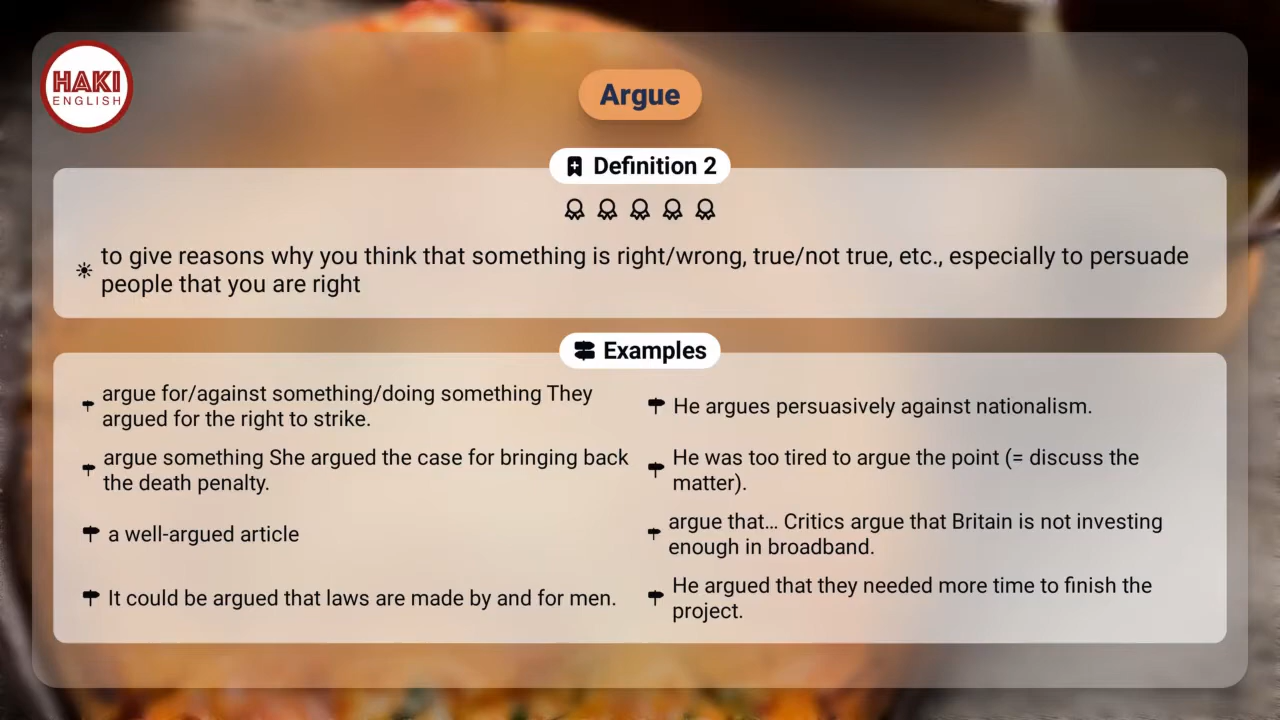 HAKI
ENGLISH
Argue
Definition 2
to give reasons why you think that something is right/wrong, true/not true, etc., especially to persuade
people that you are right
Examples
argue for/against something/doing something They
argued for the right to strike.
He argues persuasively against nationalism.
argue something She argued the case for bringing back
the death penalty.
He was too tired to argue the point (= discuss the
matter).
a well-argued article
argue that… Critics argue that Britain is not investing
enough in broadband.
It could be argued that laws are made by and for men.
He argued that they needed more time to finish the
project.